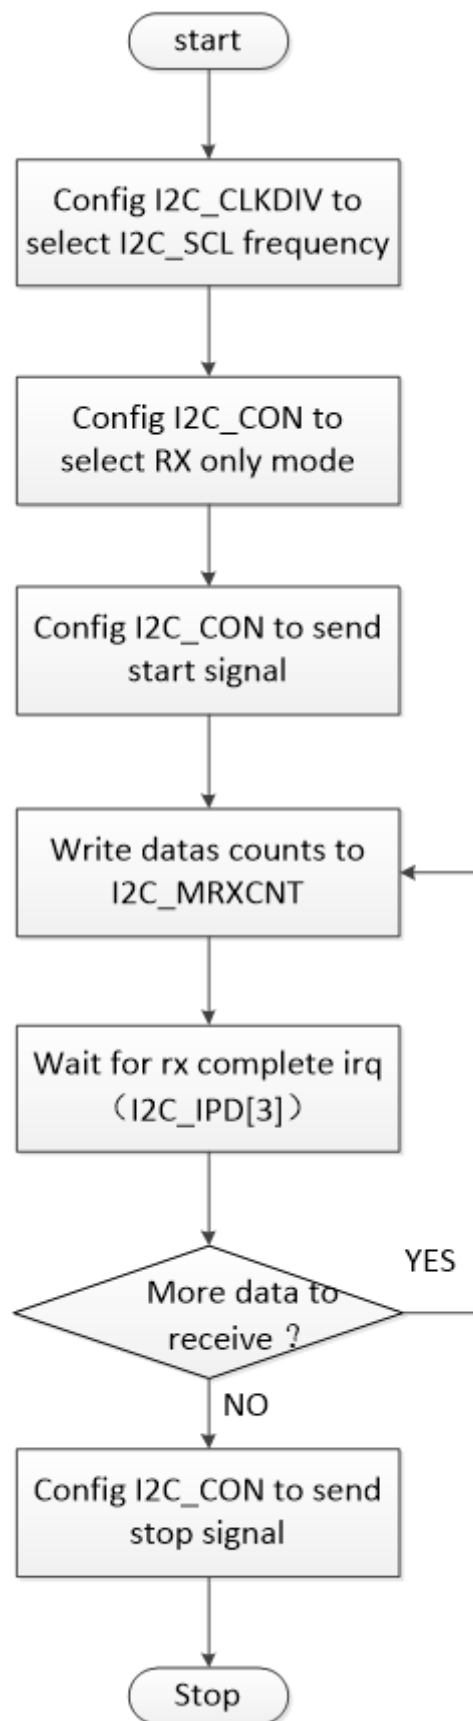 start
Config I2C_CLKDIV to
select I2C_SCL frequency
Config I2C_CON to
select RX only mode
Config I2C_CON to send
start signal
Write datas counts to
I2C_MRXCNT
Wait for rx complete irq
（I2C_IPD[3]）
YES
More data to
receive ？
NO
Config I2C_CON to send
stop signal
Stop